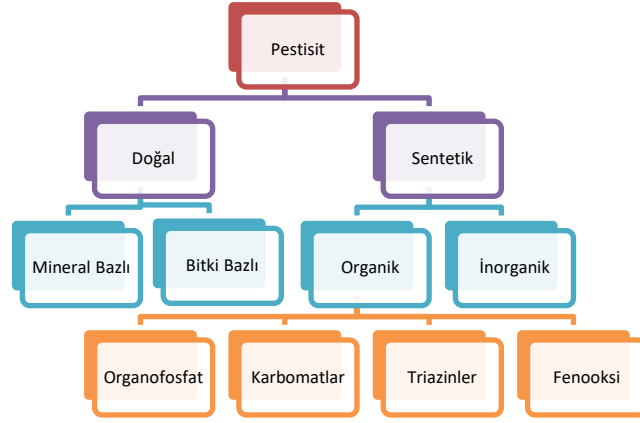 Pestisit
Doğal
Sentetik
Mineral Bazlı
Bitki Bazlı
Organik
İnorganik
Organofosfat
Karbomatlar
Triazinler
Fenooksi